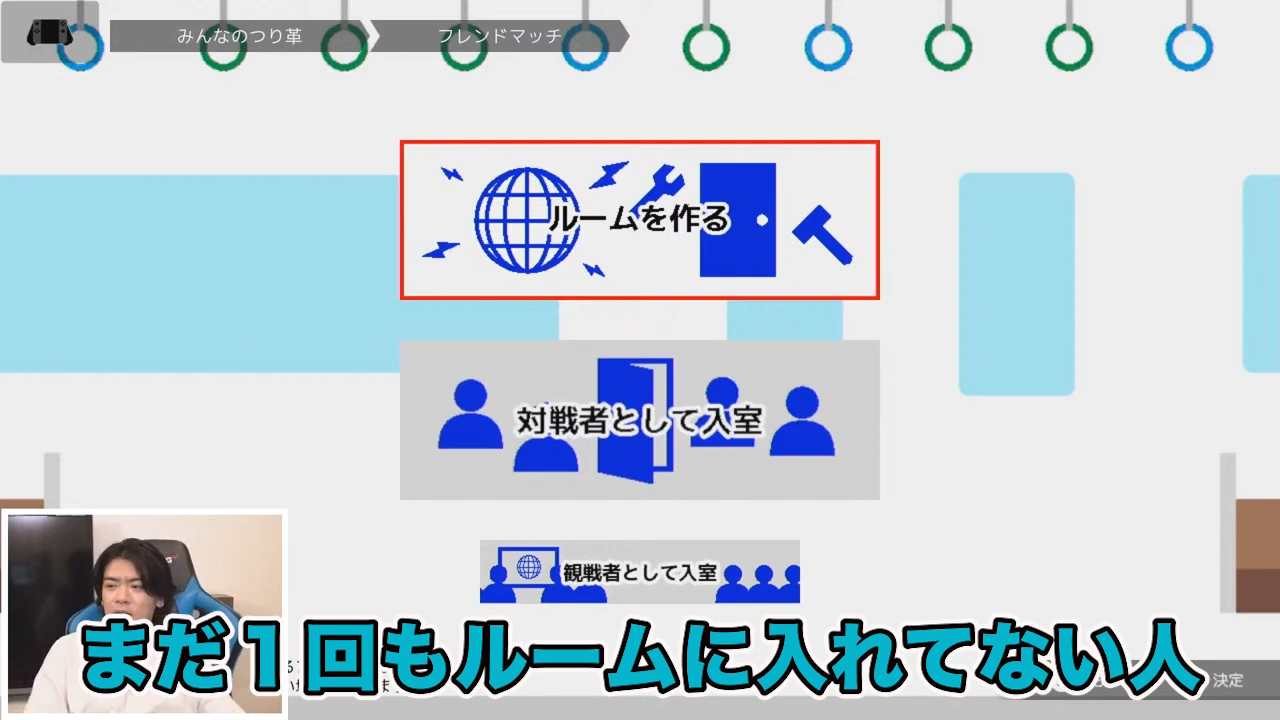 みんなのつり革
フレンドマッチ
ルームを作る
対戦者として入室
観戦者として入室
まだ１回もルームに入れてない人
決定